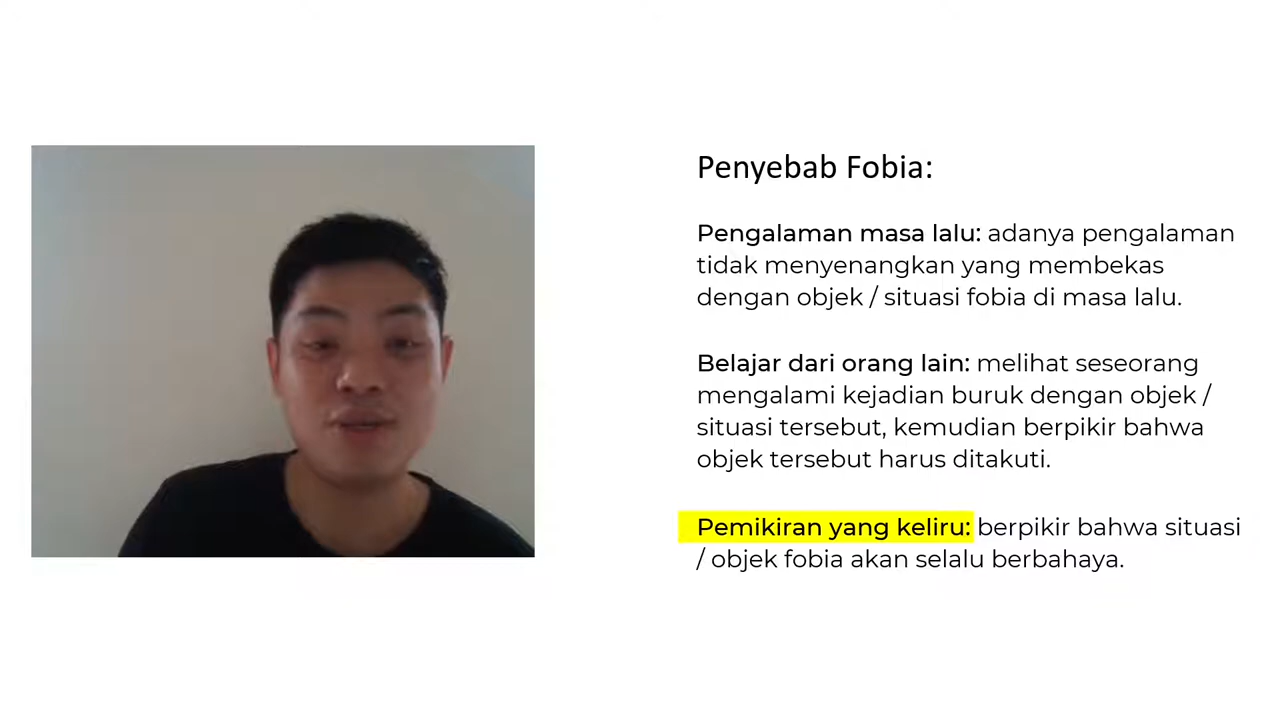 Penyebab Fobia:
Pengalaman masa lalu: adanya pengalaman
tidak menyenangkan yang membekas
dengan objek / situasi fobia di masa lalu.
Belajar dari orang lain: melihat seseorang
mengalami kejadian buruk dengan objek /
situasi tersebut, kemudian berpikir bahwa
objek tersebut harus ditakuti.
Pemikiran yang keliru: berpikir bahwa situasi
/ objek fobia akan selalu berbahaya.